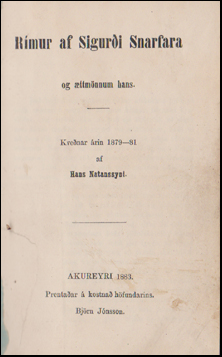 Rímur af Sigurði Snarfara
og ættmönnum hans.
Kveðnar árin 1879—81
af
Hans Natanssyni.
AKUREYRI 1883.
Prentaðar á kostnað höfundarins.
Björn Jónsson.